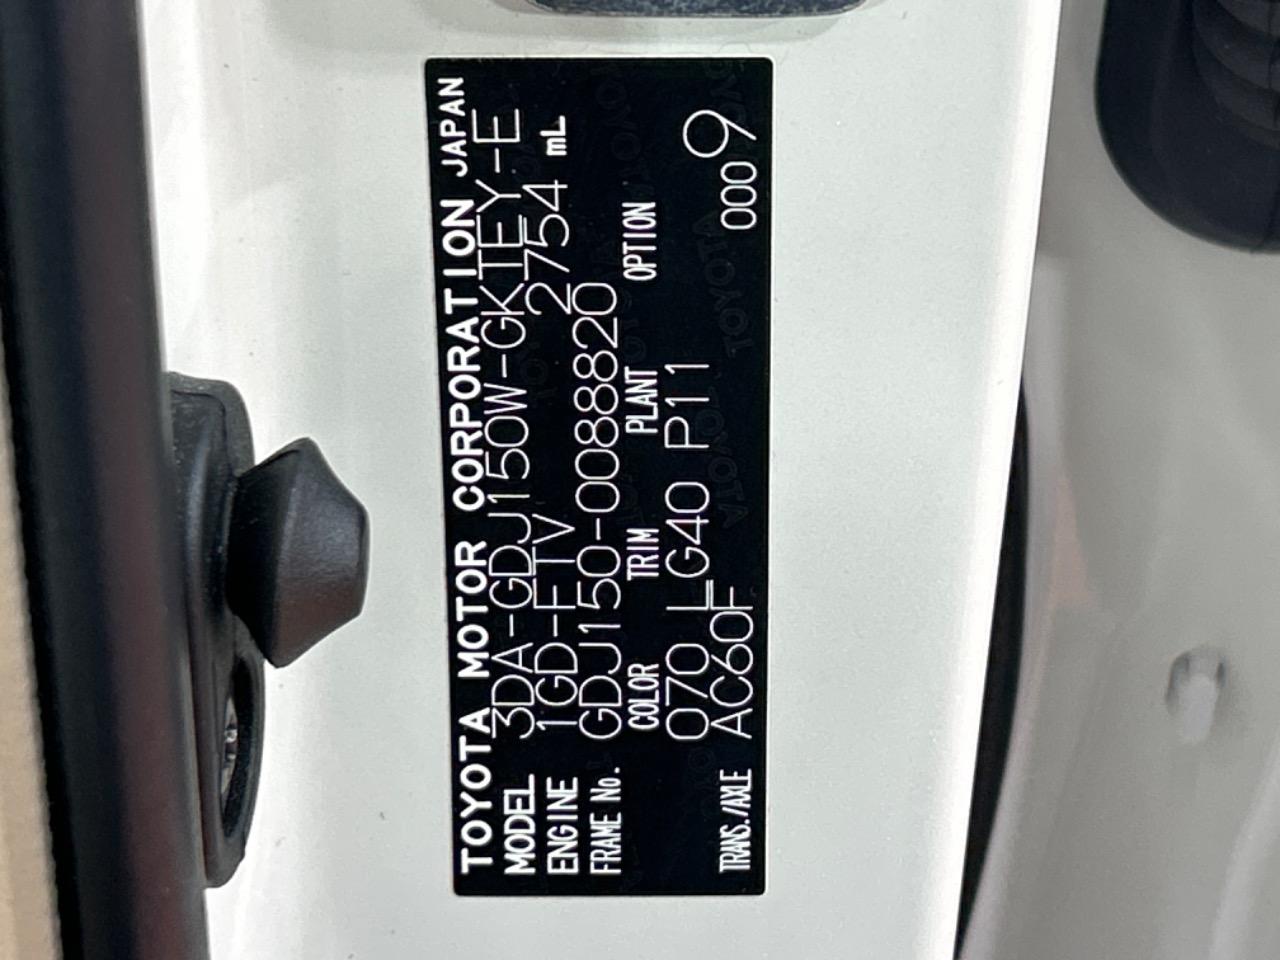 TOYOTA MOTOR CORPORATION JAPAN
MODEL 3DA-GDJ150W-GKTEY-E
ENGINE 1GD-FTV 2754 mL
FRAME No. GDJ150-0088820
COLOR TRIM PLANT OPTION
070 LG40 P11 0009
TRANS./AXLE AC60F